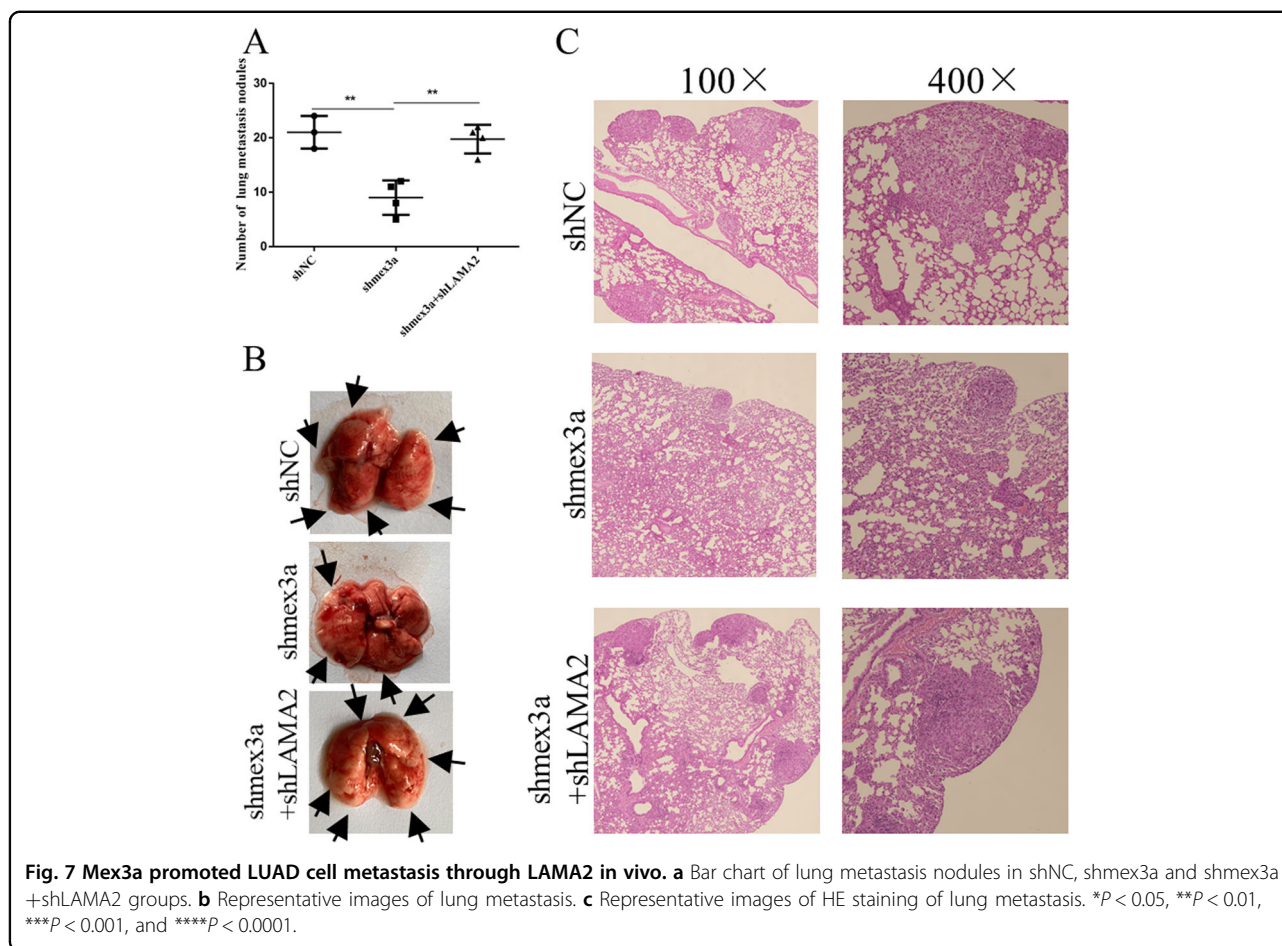 A
Number of lung metastasis nodules
30
20
10
0
**
**
shNC
shmex3a
shmex3a+shLAMA2
B
shNC
shmex3a
shmex3a
+shLAMA2
C
100×
400×
shNC
shmex3a
shmex3a
+shLAMA2
Fig. 7 Mex3a promoted LUAD cell metastasis through LAMA2 in vivo. a Bar chart of lung metastasis nodules in shNC, shmex3a and shmex3a
+shLAMA2 groups. b Representative images of lung metastasis. c Representative images of HE staining of lung metastasis. *P < 0.05, **P < 0.01,
***P < 0.001, and ****P < 0.0001.